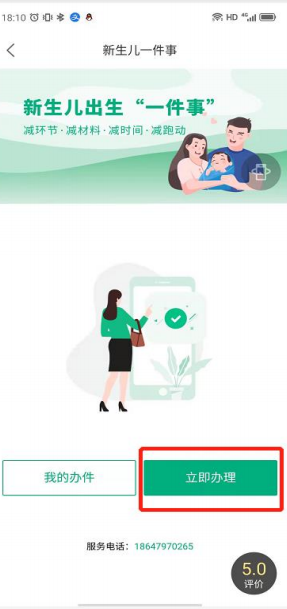 18:10 HD 4G
新生儿一件事
新生儿出生“一件事”
减环节·减材料·减时间·减跑动
我的办件 立即办理
服务电话：18647970265
5.0
评价